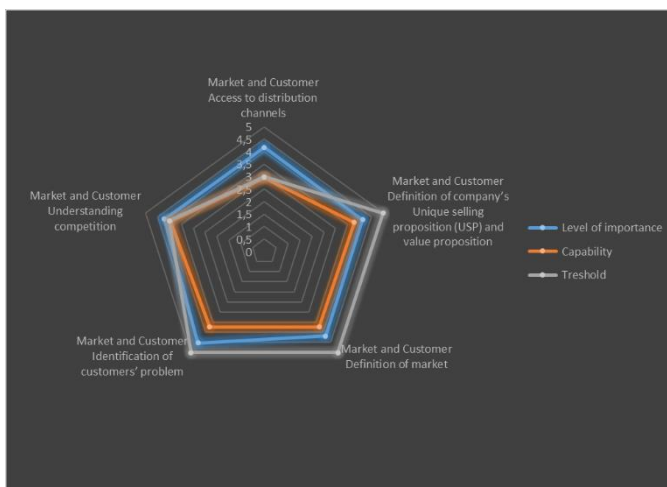 Market and Customer
Access to distribution
channels
5
4,5
4
3,5
3
2,5
2
1,5
1
0,5
0
Market and Customer
Definition of company's
Unique selling
proposition (USP) and
value proposition
Market and Customer
Definition of market
Market and Customer
Identification of
customers' problem
Market and Customer
Understanding
competition
Level of importance
Capability
Treshold